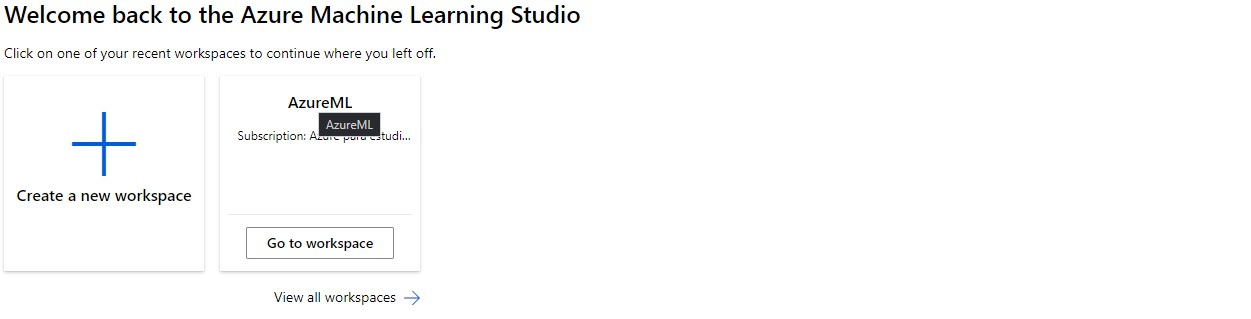 Welcome back to the Azure Machine Learning Studio
Click on one of your recent workspaces to continue where you left off.
Create a new workspace
AzureML
AzureML
Subscription: Azure para estudi...
Go to workspace
View all workspaces